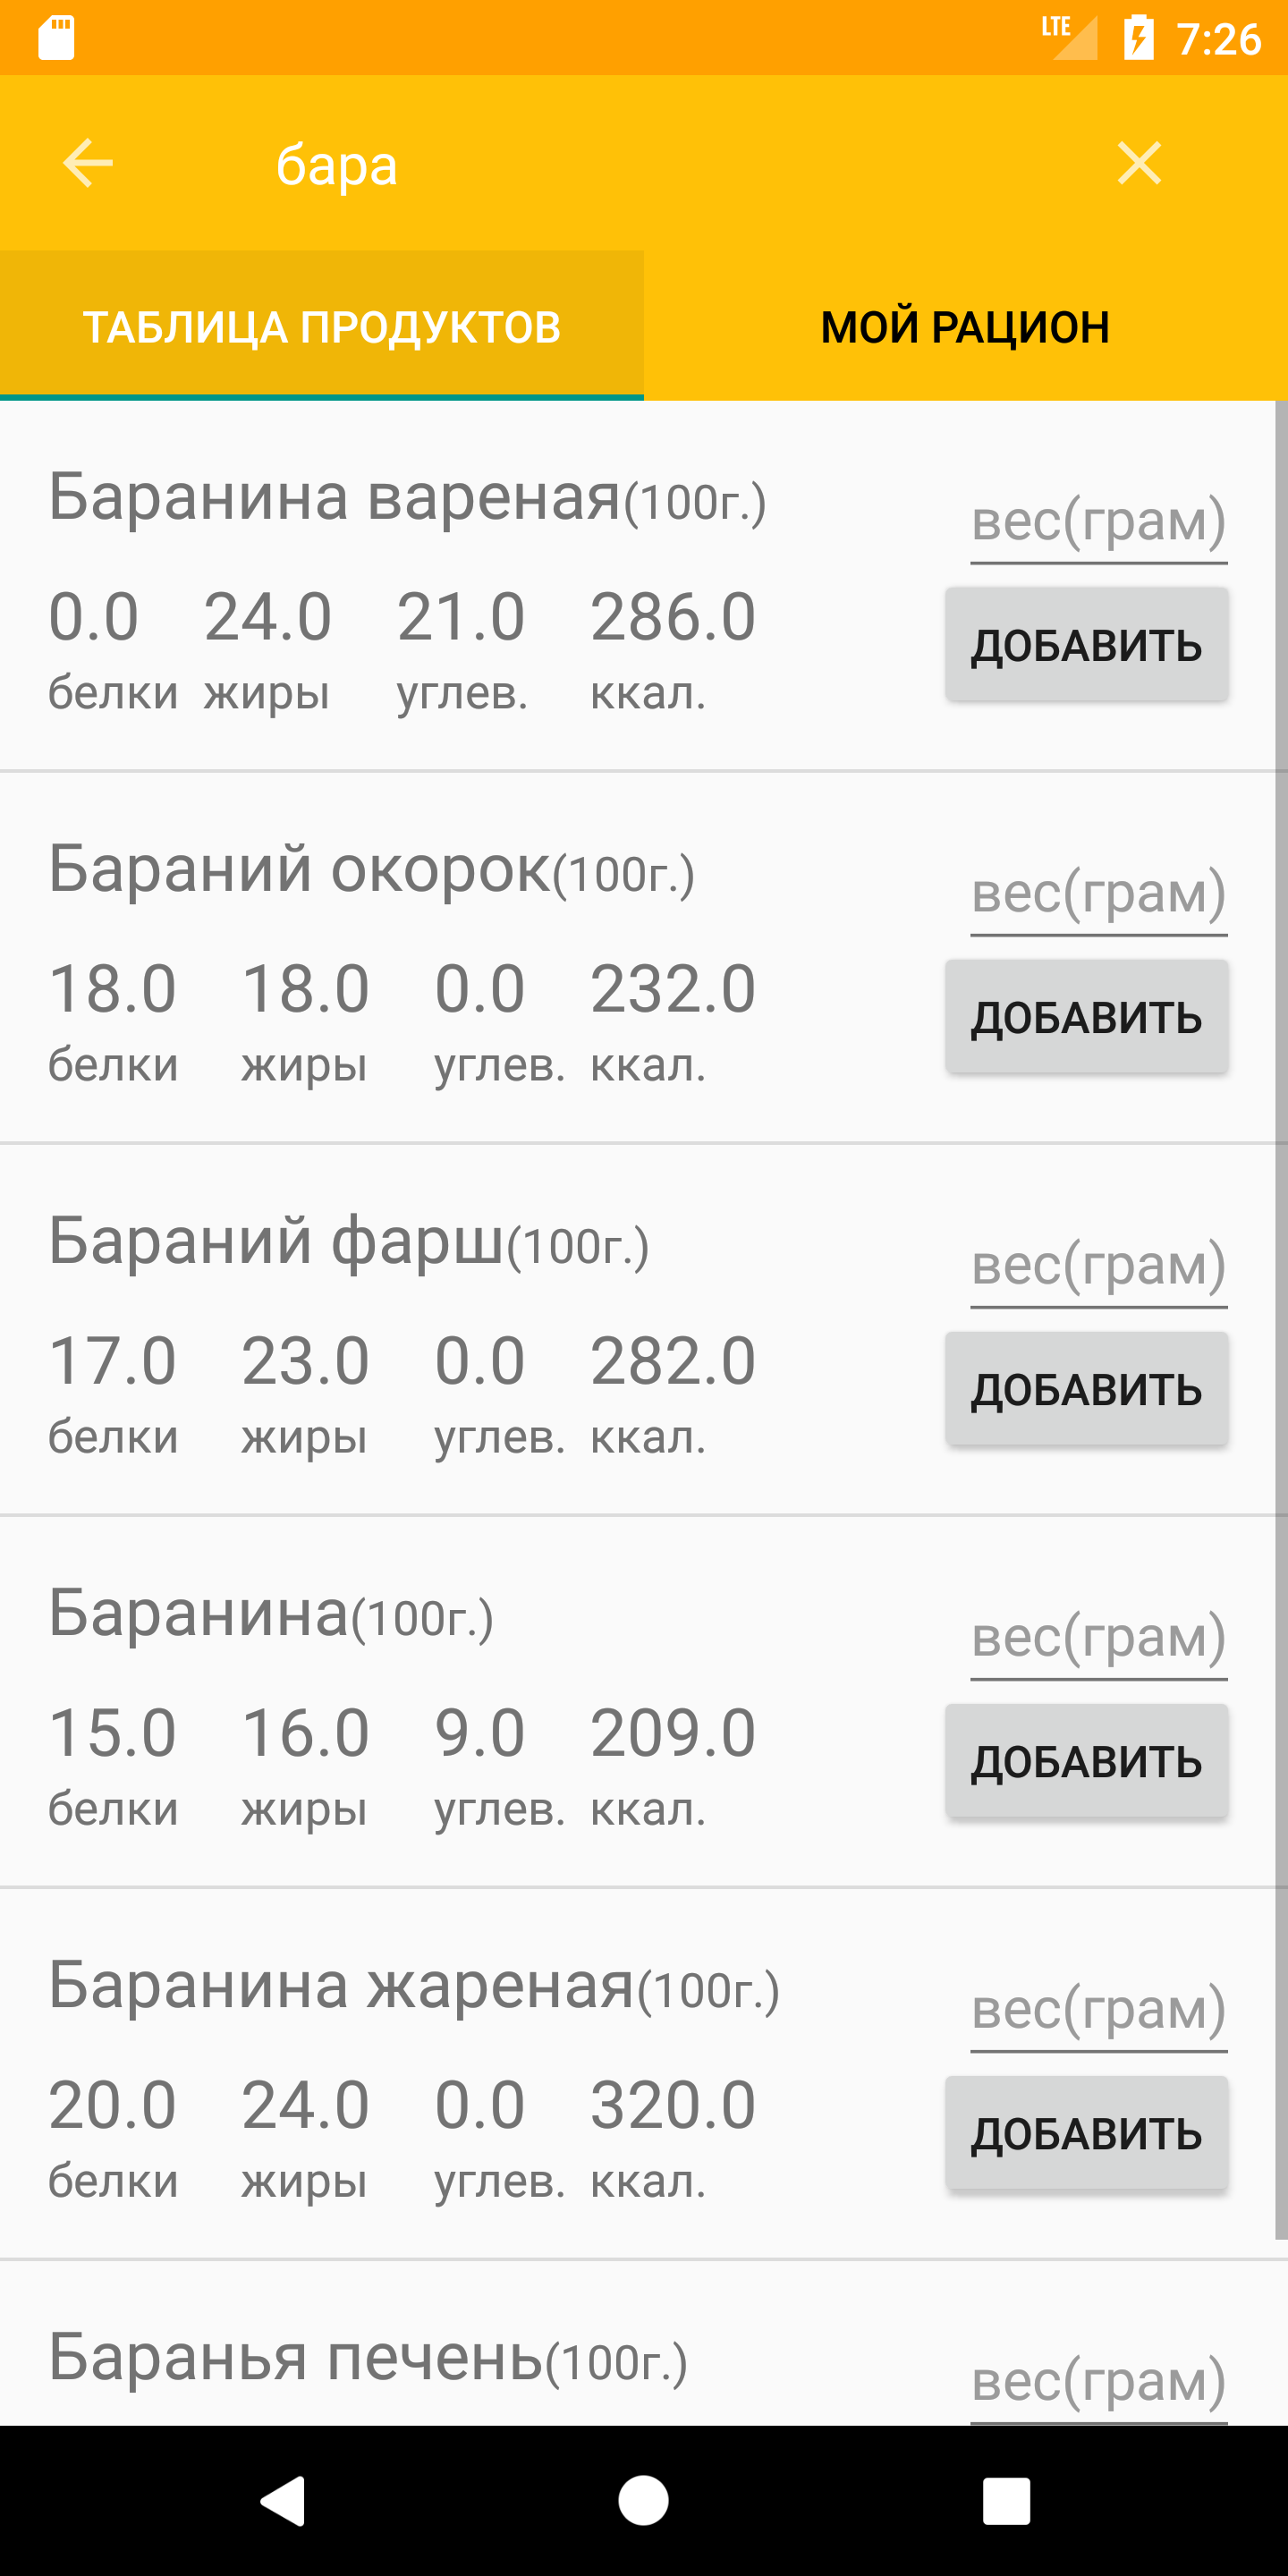 LTE 7:26
бара
ТАБЛИЦА ПРОДУКТОВ МОЙ РАЦИОН
Баранина вареная(100г.) вес(грам)
0.0 24.0 21.0 286.0
белки жиры углев. ккал. ДОБАВИТЬ
Бараний окорок(100г.) вес(грам)
18.0 18.0 0.0 232.0
белки жиры углев. ккал. ДОБАВИТЬ
Бараний фарш(100г.) вес(грам)
17.0 23.0 0.0 282.0
белки жиры углев. ккал. ДОБАВИТЬ
Баранина(100г.) вес(грам)
15.0 16.0 9.0 209.0
белки жиры углев. ккал. ДОБАВИТЬ
Баранина жареная(100г.) вес(грам)
20.0 24.0 0.0 320.0
белки жиры углев. ккал. ДОБАВИТЬ
Баранья печень(100г.) вес(грам)